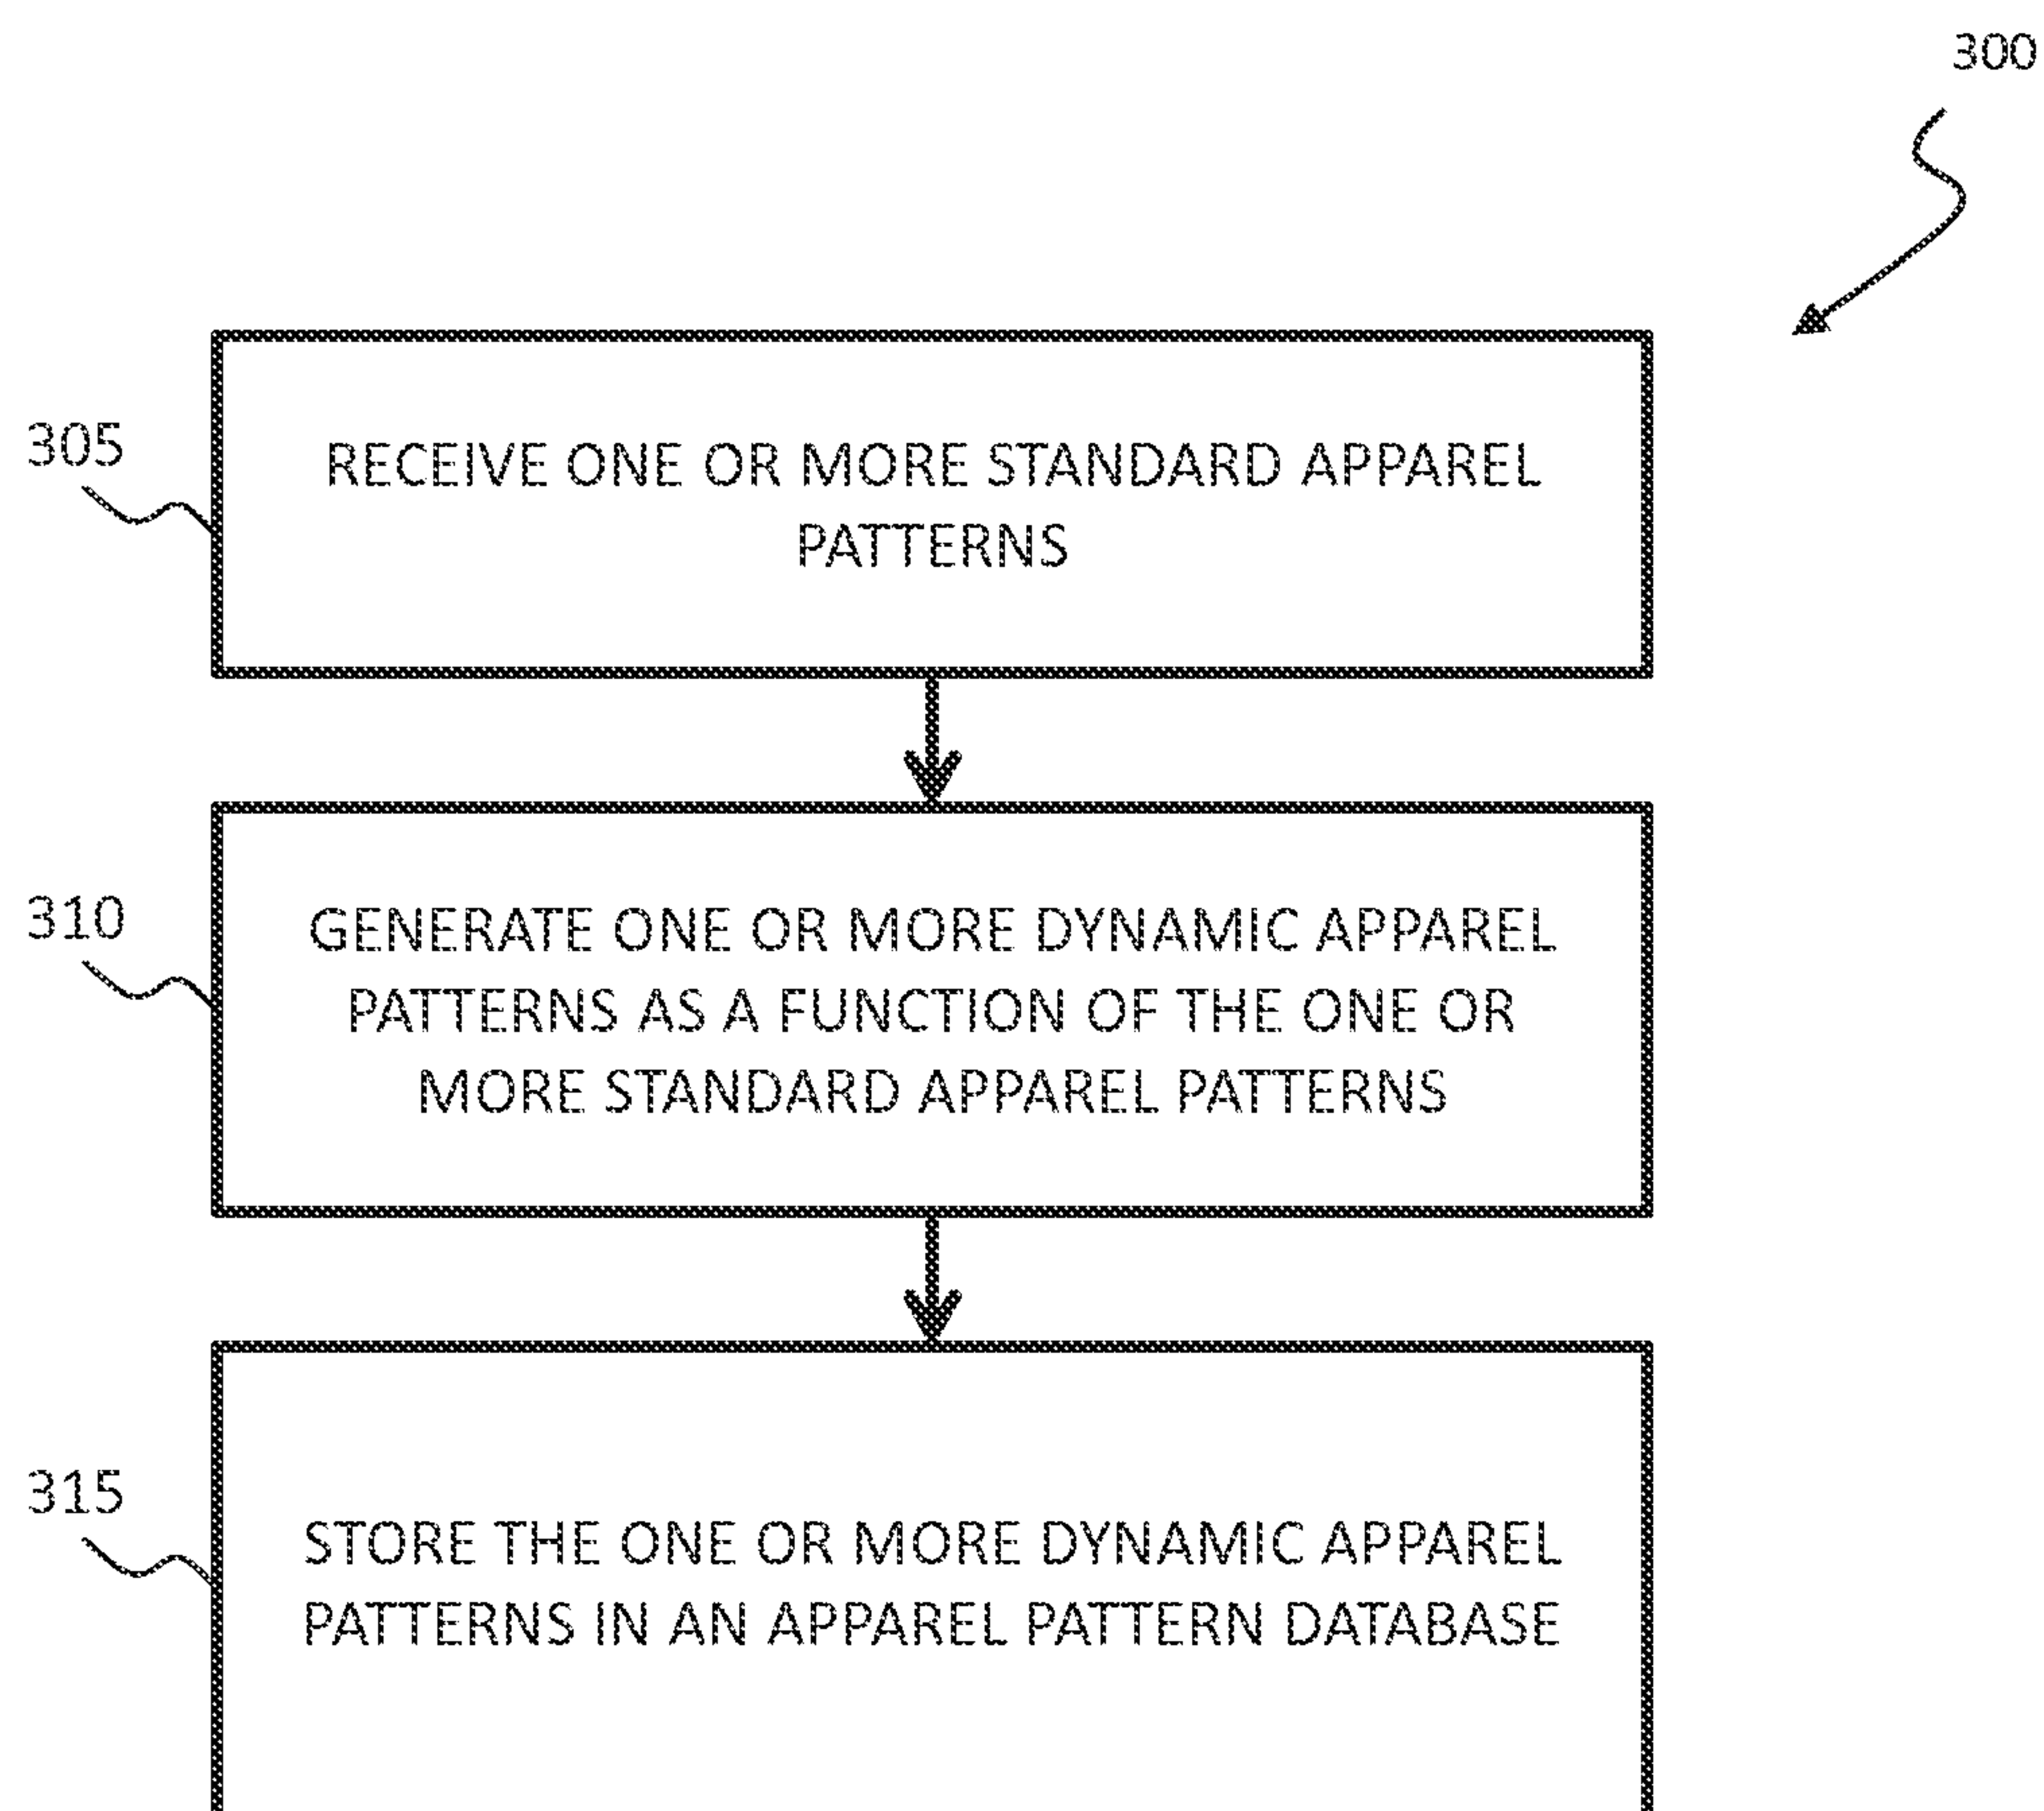 300
305
RECEIVE ONE OR MORE STANDARD APPAREL
PATTERNS
310
GENERATE ONE OR MORE DYNAMIC APPAREL
PATTERNS AS A FUNCTION OF THE ONE OR
MORE STANDARD APPAREL PATTERNS
315
STORE THE ONE OR MORE DYNAMIC APPAREL
PATTERNS IN AN APPAREL PATTERN DATABASE